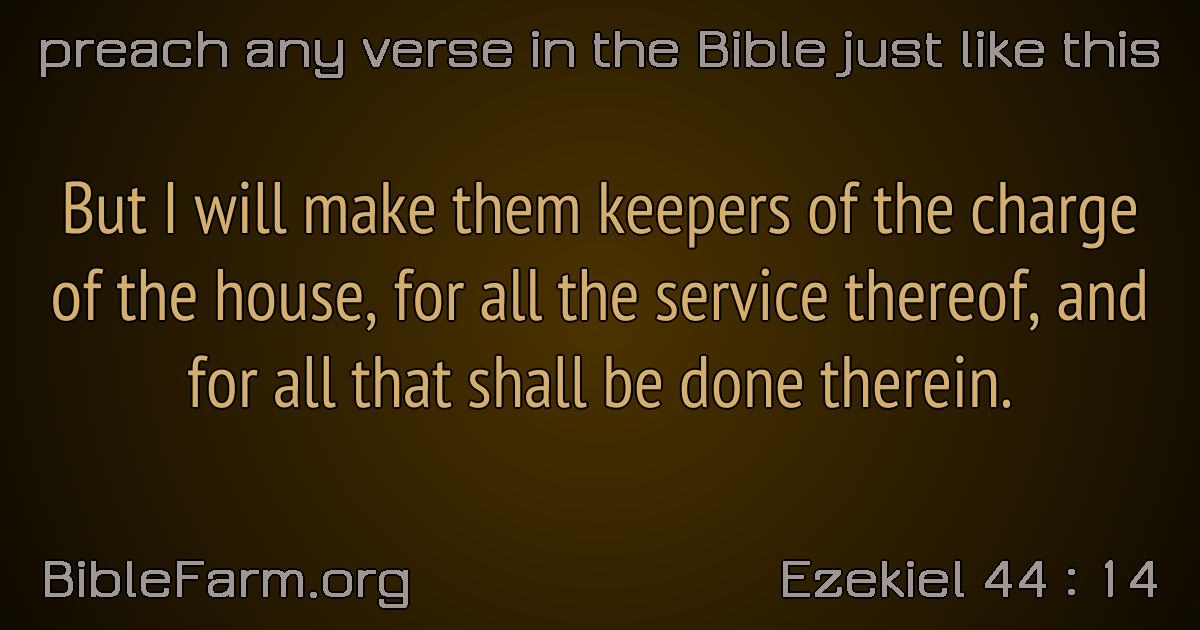 preach any verse in the Bible just like this
But I will make them keepers of the charge
of the house, for all the service thereof, and
for all that shall be done therein.
BibleFarm.org
Ezekiel 44 : 14